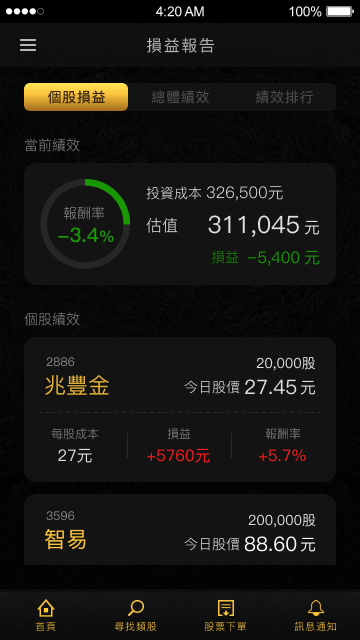 4:20 AM 100%
損益報告
個股損益 總體績效 績效排行
當前績效
報酬率
-3.4%
投資成本 326,500元
估值 311,045 元
損益 -5,400 元
個股績效
2886
兆豐金
20,000股
今日股價 27.45 元
每股成本 損益 報酬率
27元 +5760元 +5.7%
3596
智易
200,000股
今日股價 88.60 元
首頁 尋找類股 股票下單 訊息通知